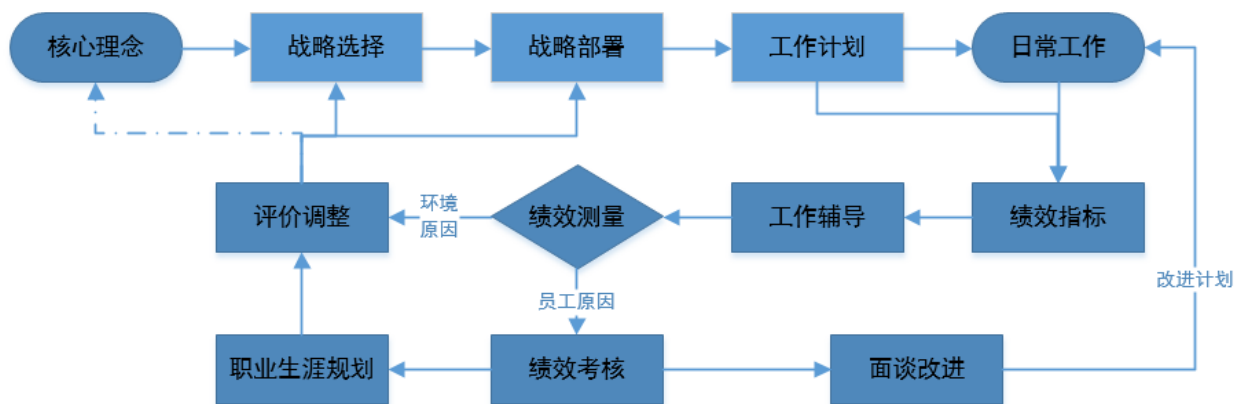 核心理念
战略选择
战略部署
工作计划
日常工作
评价调整
环境
原因
绩效测量
工作辅导
绩效指标
改进计划
员工原因
职业生涯规划
绩效考核
面谈改进